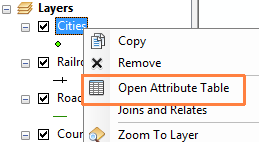 Layers
Cities
Copy
Railro
Remove
Open Attribute Table
Road
Joins and Relates
Coun
Zoom To Layer